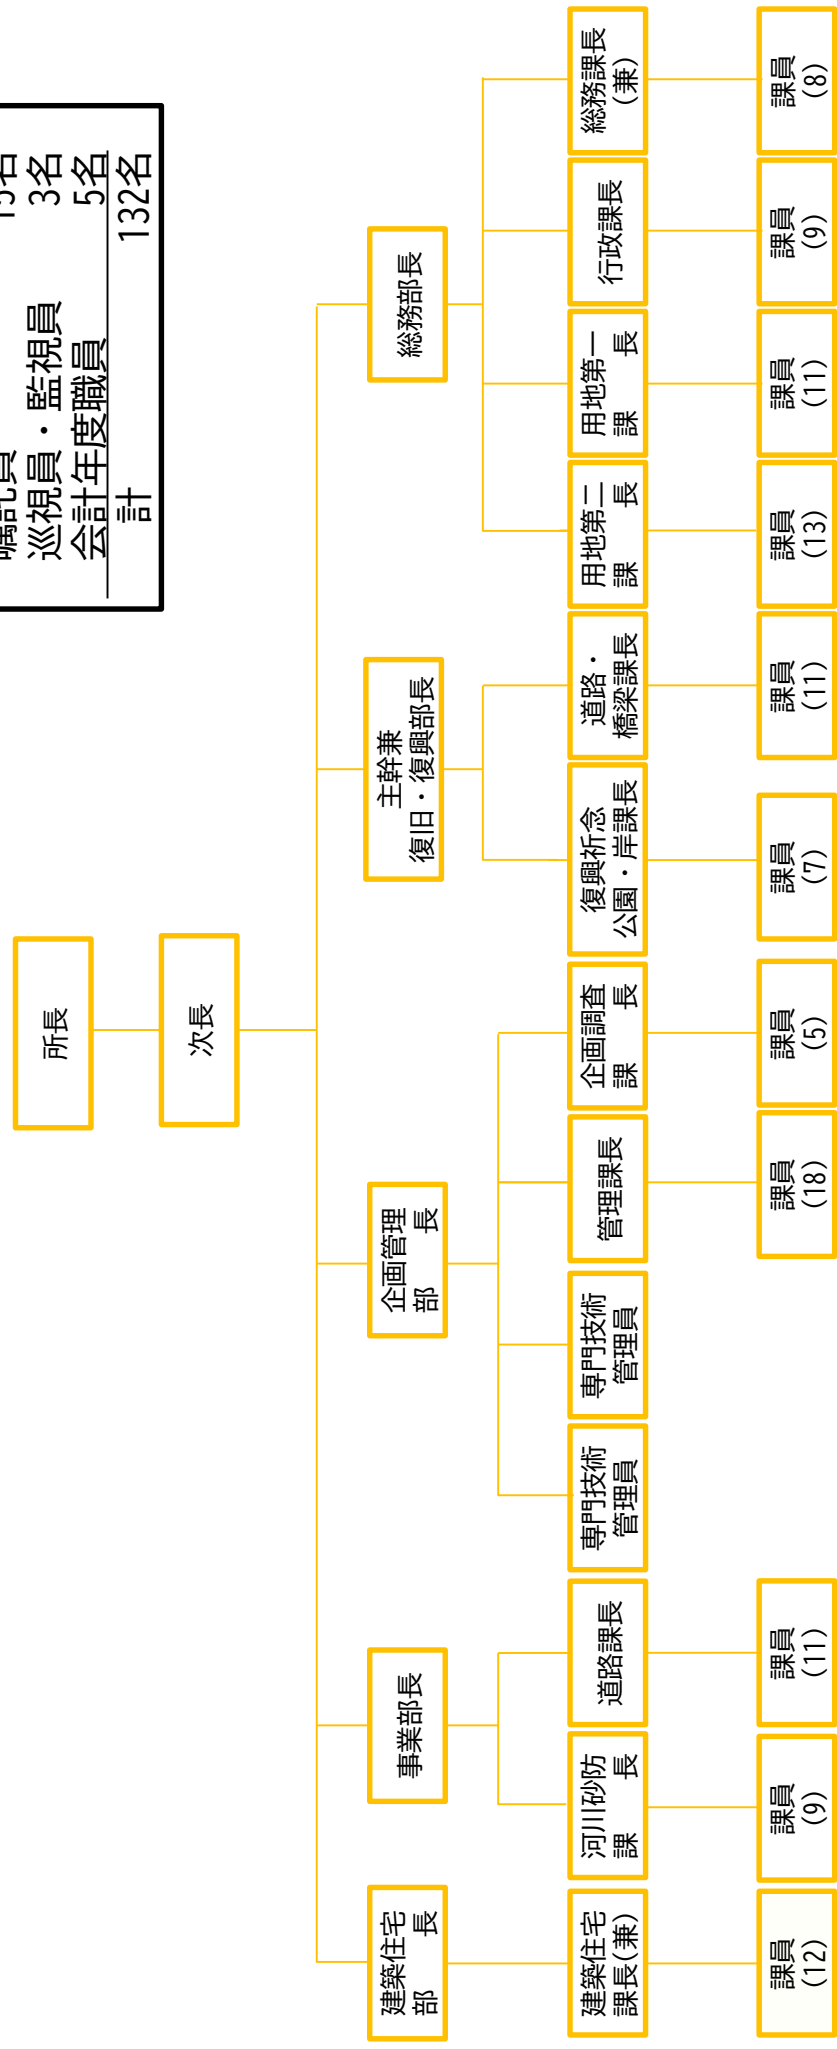 巡視員・監視員 3名
会計年度職員 5名
計 132名
所長
次長
建築住宅
部 長
事業部長
企画管理
部 長
主幹兼
復旧・復興部長
総務部長
建築住宅
課長(兼)
河川砂防
課 長
道路課長
専門技術
管理員
専門技術
管理員
管理課長
企画調査
課 長
復興祈念
公園・岸課長
道路・
橋梁課長
用地第二
課 長
用地第一
課 長
行政課長
総務課長
(兼)
課員
(12)
課員
(9)
課員
(11)
課員
(18)
課員
(5)
課員
(7)
課員
(11)
課員
(13)
課員
(11)
課員
(9)
課員
(8)